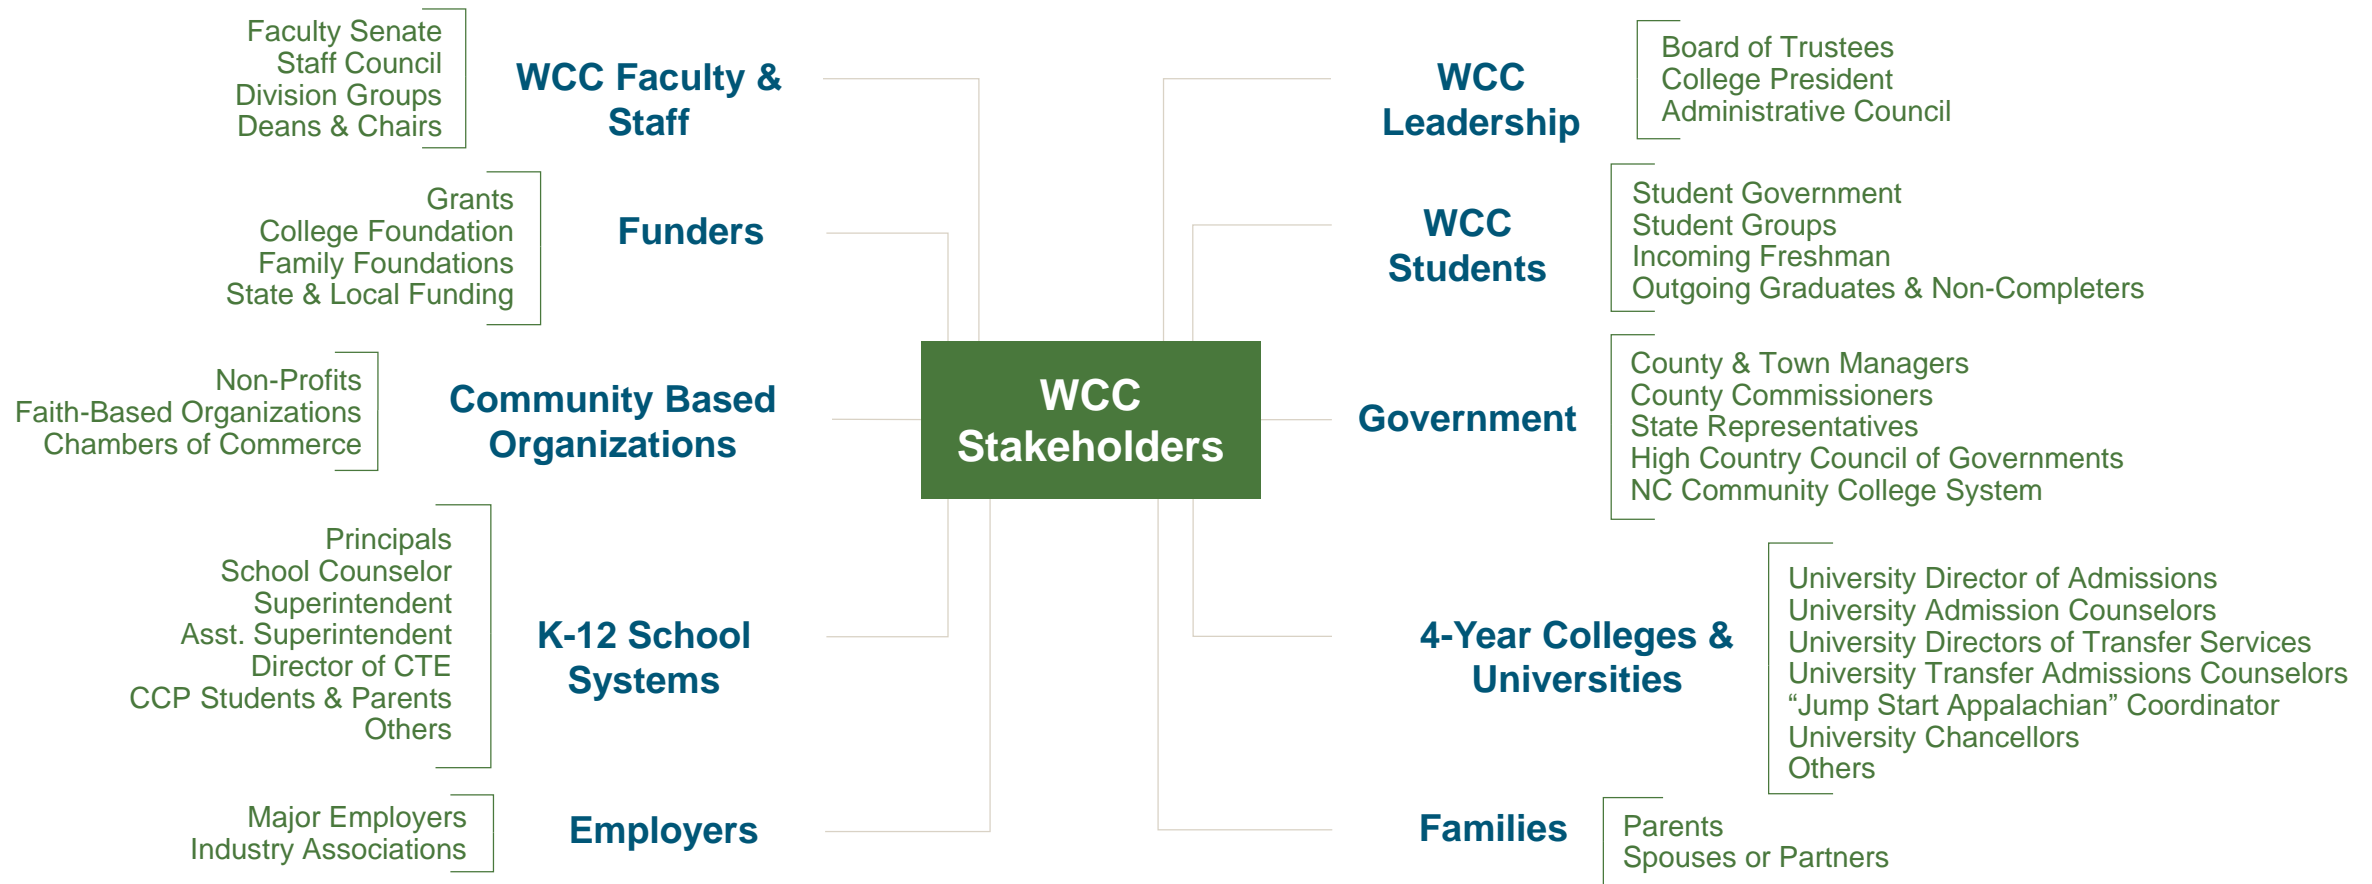 Faculty Senate
Staff Council
Division Groups
Deans & Chairs
WCC Faculty &
Staff
Grants
College Foundation
Family Foundations
State & Local Funding
Funders
Non-Profits
Faith-Based Organizations
Chambers of Commerce
Community Based
Organizations
Principals
School Counselor
Superintendent
Asst. Superintendent
Director of CTE
CCP Students & Parents
Others
K-12 School
Systems
Major Employers
Industry Associations
Employers
WCC
Stakeholders
WCC
Leadership
Board of Trustees
College President
Administrative Council
WCC
Students
Student Government
Student Groups
Incoming Freshman
Outgoing Graduates & Non-Completers
Government
County & Town Managers
County Commissioners
State Representatives
High Country Council of Governments
NC Community College System
4-Year Colleges &
Universities
University Director of Admissions
University Admission Counselors
University Directors of Transfer Services
University Transfer Admissions Counselors
“Jump Start Appalachian” Coordinator
University Chancellors
Others
Families
Parents
Spouses or Partners